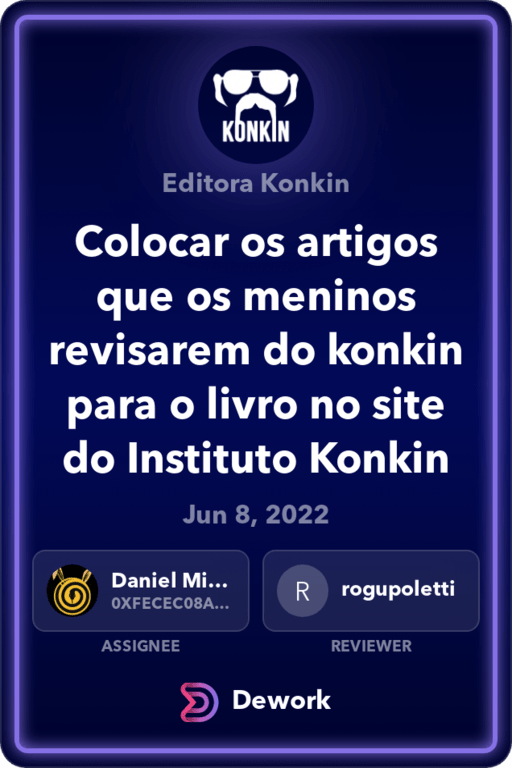 KONKIN
Editora Konkin
Colocar os artigos
que os meninos
revisarem do konkin
para o livro no site
do Instituto Konkin
Jun 8, 2022
Daniel Mi...
0XFECEC08A...
ASSIGNEE
R
rogupoletti
REVIEWER
Dework